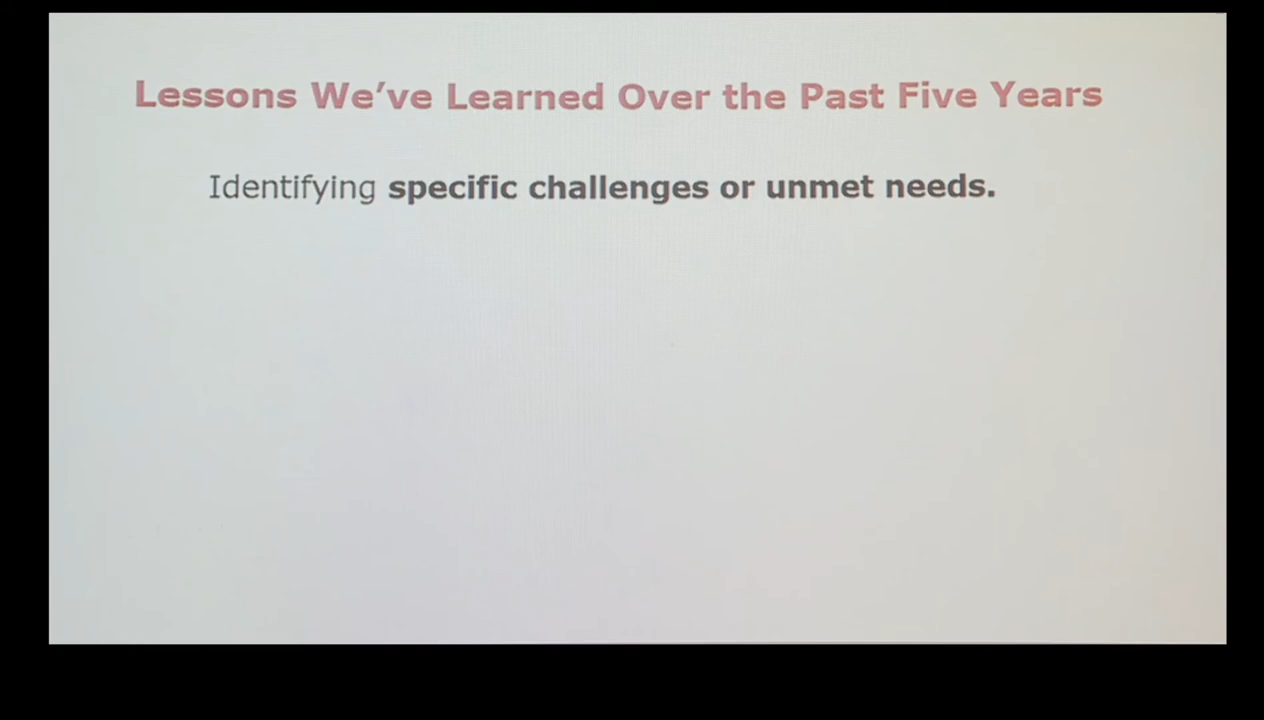 Lessons We’ve Learned Over the Past Five Years
Identifying specific challenges or unmet needs.